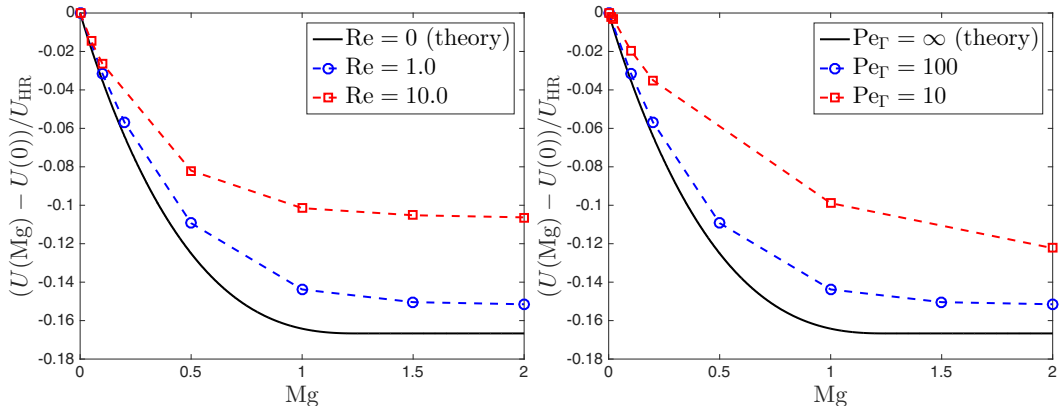 0
-0.02
-0.04
-0.06
-0.08
-0.1
-0.12
-0.14
-0.16
-0.18
(U(Mg) − U(0))/U_HR
0 0.5 1 1.5 2
Mg
Re = 0 (theory)
Re = 1.0
Re = 10.0
0
-0.02
-0.04
-0.06
-0.08
-0.1
-0.12
-0.14
-0.16
-0.18
(U(Mg) − U(0))/U_HR
0 0.5 1 1.5 2
Mg
Pe_Γ = ∞ (theory)
Pe_Γ = 100
Pe_Γ = 10